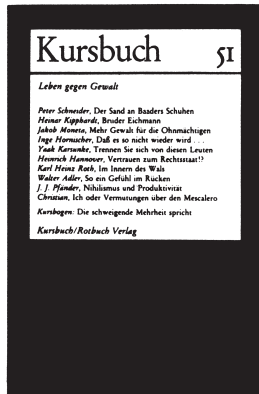 Kursbuch 51
Leben gegen Gewalt
Peter Schneider, Der Sand an Baaders Schuhen
Heinar Kipphardt, Bruder Eichmann
Jakob Moneta, Mehr Gewalt für die Ohnmächtigen
Inge Hornischer, Daß es so nicht wieder wird . . .
Yaak Karsunke, Trennen Sie sich von diesen Leuten
Heinrich Hannover, Vertrauen zum Rechtsstaat!?
Karl Heinz Roth, Im Innern des Wals
Walter Adler, So ein Gefühl im Rücken
J. J. Pfänder, Nihilismus und Produktivität
Christian, Ich oder Vermutungen über den Mescalero
Kursbogen: Die schweigende Mehrheit spricht
Kursbuch/Rotbuch Verlag